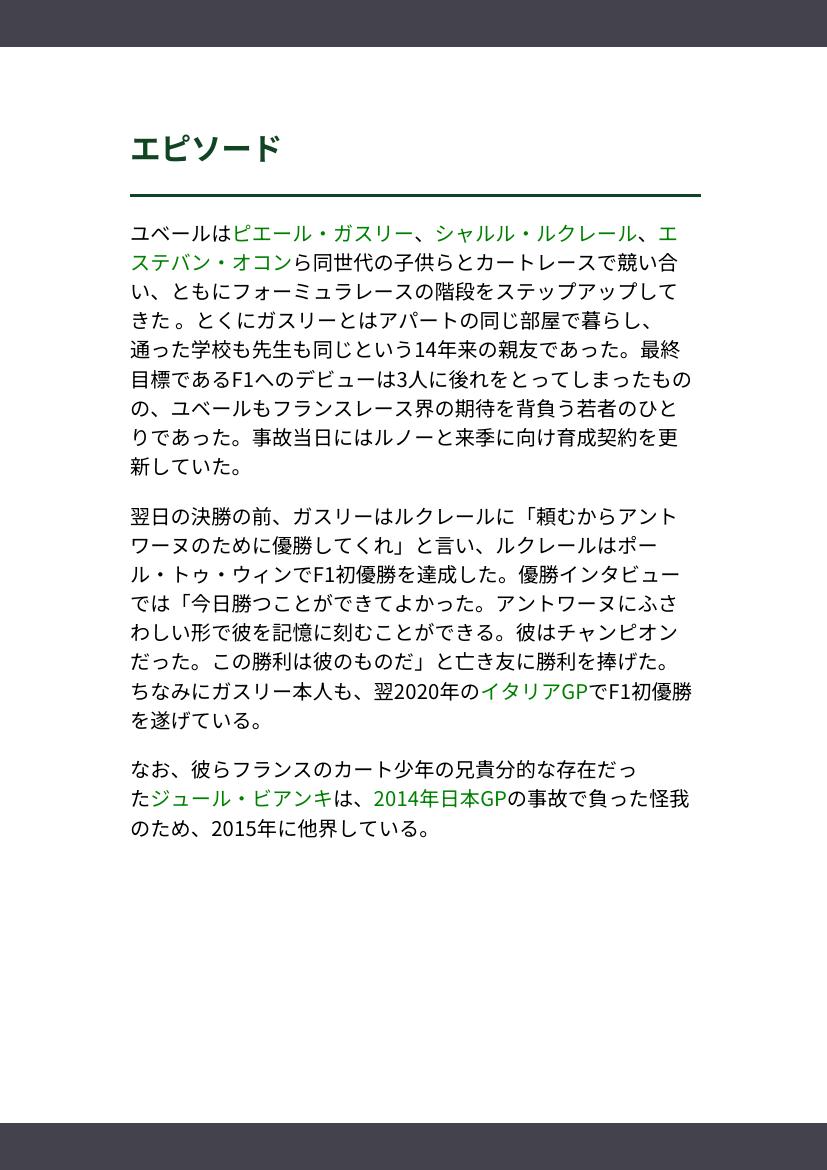 エピソード
ユベールはピエール・ガスリー、シャルル・ルクレール、エ
ステバン・オコンら同世代の子供らとカートレースで競い合
い、ともにフォーミュラレースの階段をステップアップして
きた 。とくにガスリーとはアパートの同じ部屋で暮らし、
通った学校も先生も同じという14年来の親友であった。最終
目標であるF1へのデビューは3人に後れをとってしまったもの
の、ユベールもフランスレース界の期待を背負う若者のひと
りであった。事故当日にはルノーと来季に向け育成契約を更
新していた。
翌日の決勝の前、ガスリーはルクレールに「頼むからアント
ワーヌのために優勝してくれ」と言い、ルクレールはポー
ル・トゥ・ウィンでF1初優勝を達成した。優勝インタビュー
では「今日勝つことができてよかった。アントワーヌにふさ
わしい形で彼を記憶に刻むことができる。彼はチャンピオン
だった。この勝利は彼のものだ」と亡き友に勝利を捧げた。
ちなみにガスリー本人も、翌2020年のイタリアGPでF1初優勝
を遂げている。
なお、彼らフランスのカート少年の兄貴分的な存在だっ
たジュール・ビアンキは、2014年日本GPの事故で負った怪我
のため、2015年に他界している。